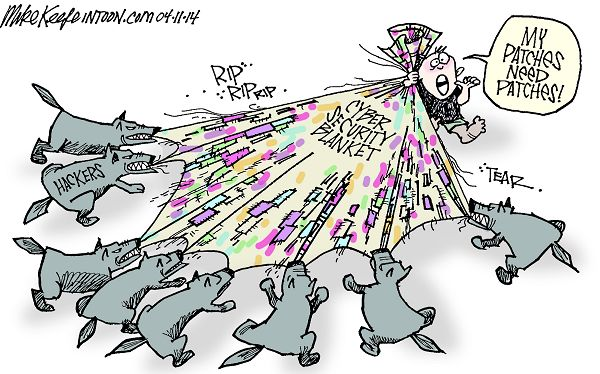 MIKE KEEFE INTOON.COM 04-11-14
MY
PATCHES
NEED
PATCHES!
RIP
RIP RIP
CYBER
SECURITY
BLANKET
HACKERS
TEAR